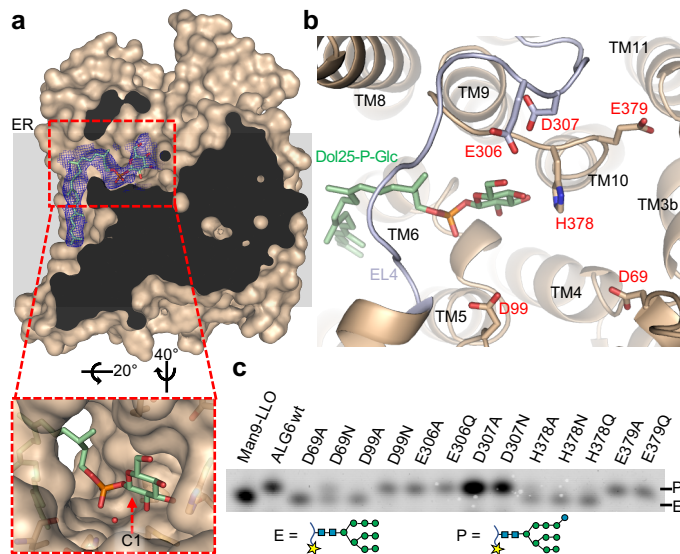 a
ER
20°
40°
C1
b
TM11
TM9
TM8
E379
D307
E306
Dol25-P-Glc
TM10
TM3b
H378
TM6
EL4
D69
TM4
D99
TM5
c
Man9-LLO
ALG6wt
D69A
D69N
D99A
D99N
E306A
E306Q
D307A
D307N
H378A
H378N
H378Q
E379A
E379Q
P
E
E =
P =